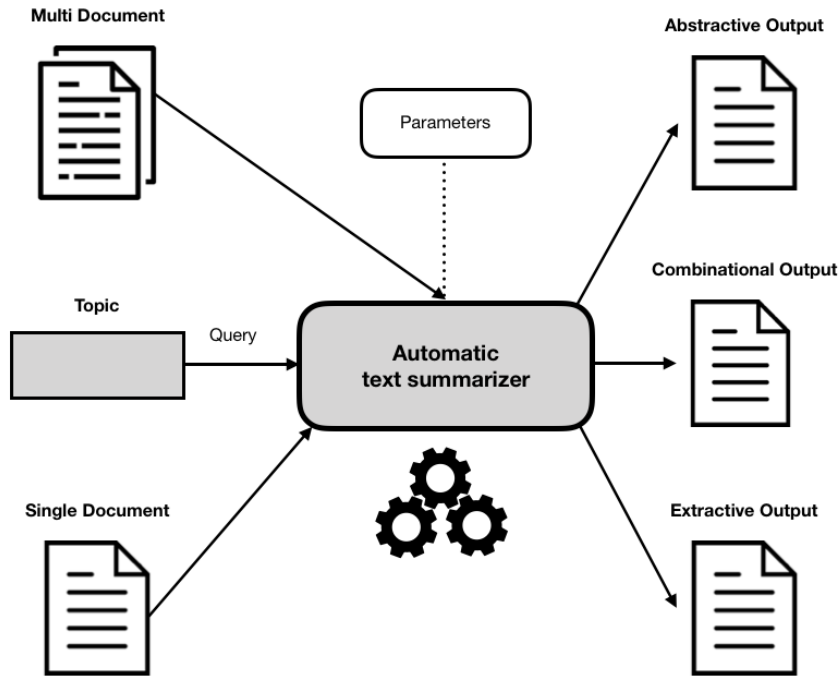 Multi Document
Abstractive Output
Parameters
Combinational Output
Topic
Query
Automatic
text summarizer
Single Document
Extractive Output